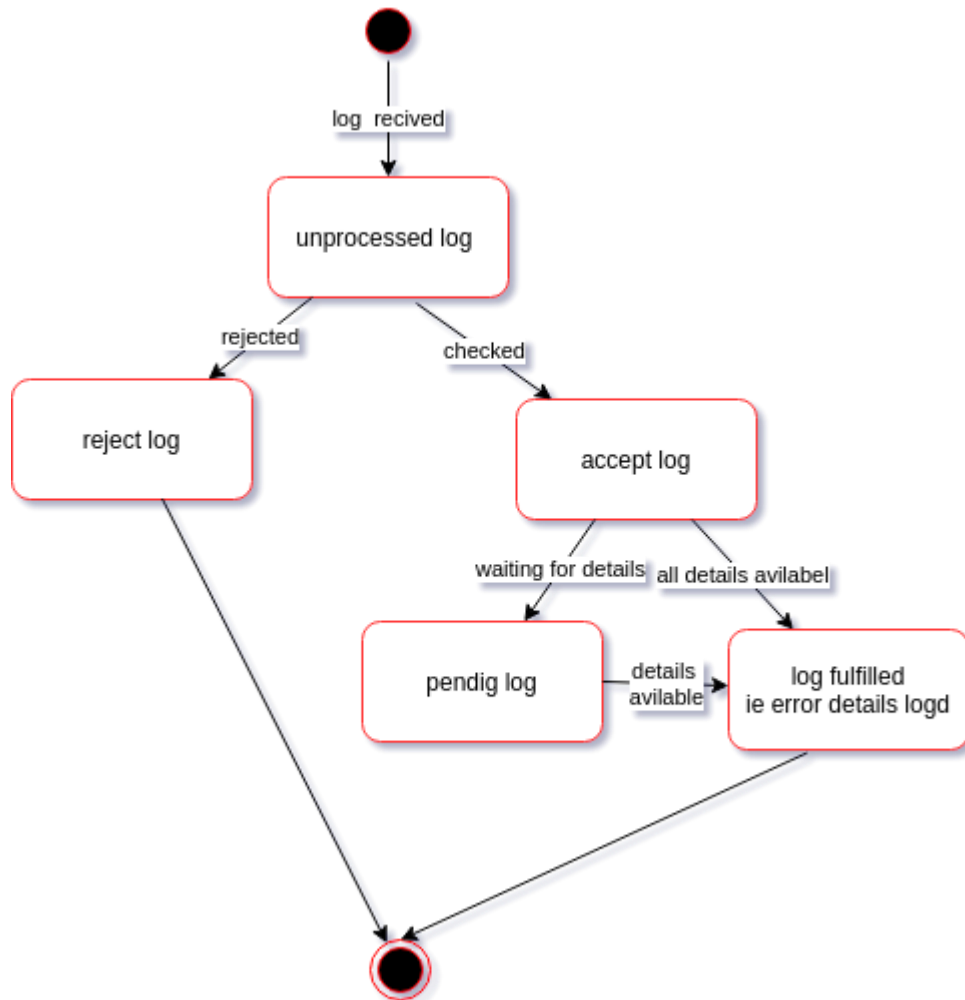 log  recived
unprocessed log
rejected
checked
reject log
accept log
waiting for details
all details avilabel
pendig log
details
avilable
log fulfilled
ie error details logd